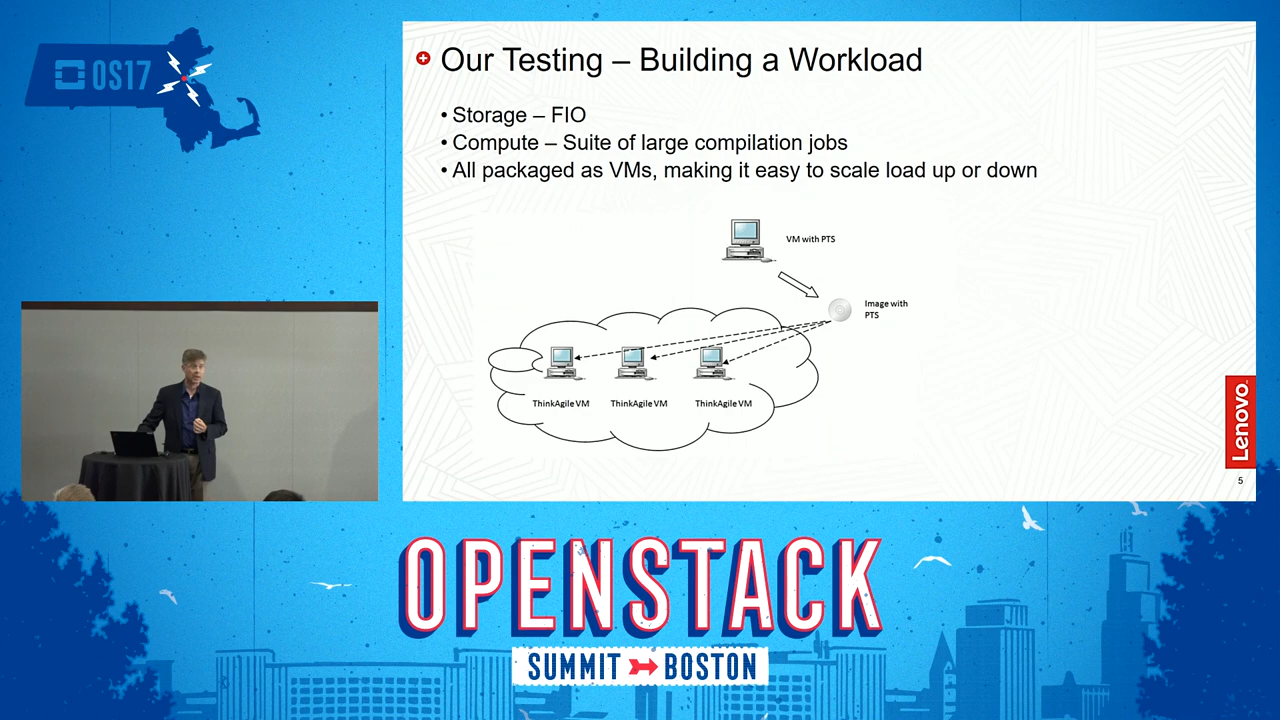 OS17
Our Testing – Building a Workload
• Storage – FIO
• Compute – Suite of large compilation jobs
• All packaged as VMs, making it easy to scale load up or down
VM with PTS
Image with
PTS
ThinkAgile VM
ThinkAgile VM
ThinkAgile VM
Lenovo
5
OPENSTACK
SUMMIT BOSTON